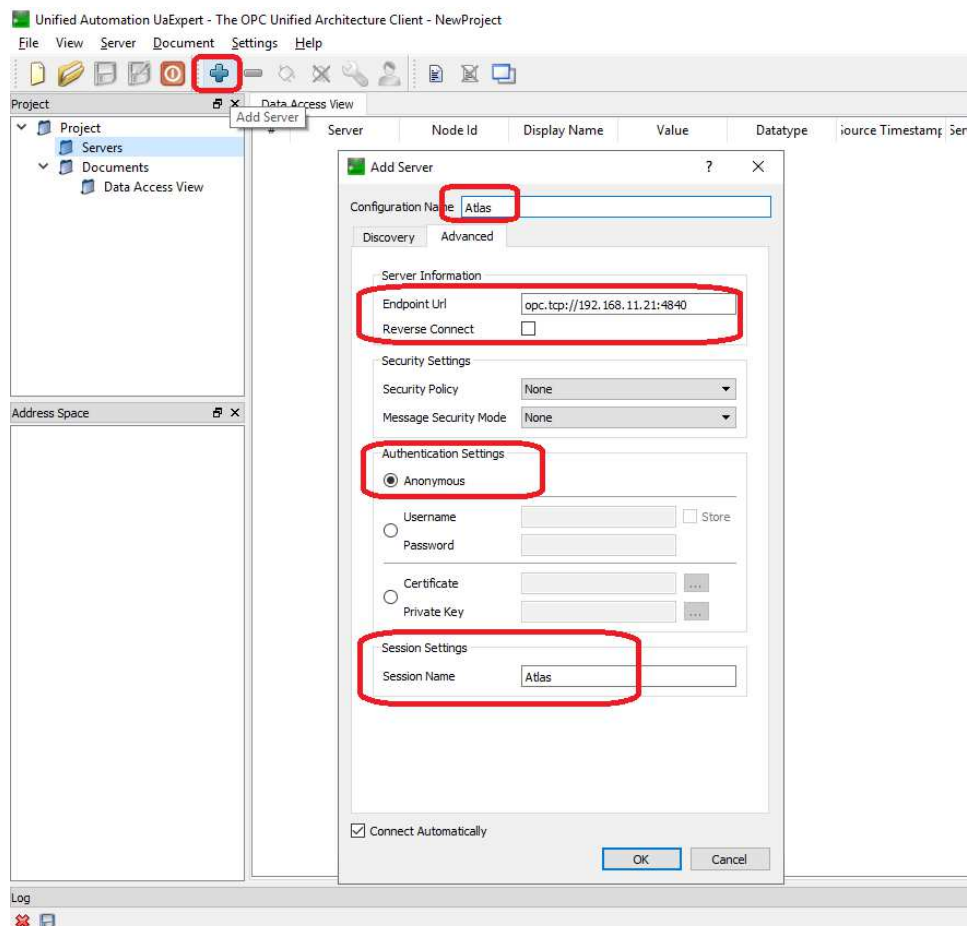 Unified Automation UaExpert - The OPC Unified Architecture Client - NewProject
File View Server Document Settings Help
Project
Data Access View
Add Server
Project
Servers
Documents
Data Access View
# Server Node Id Display Name Value Datatype ource Timestamp Ser
Add Server ?
Configuration Name Atlas
Discovery Advanced
Server Information
Endpoint Url opc.tcp://192.168.11.21:4840
Reverse Connect
Security Settings
Security Policy None
Message Security Mode None
Authentication Settings
Anonymous
Username Store
Password
Certificate ...
Private Key ...
Session Settings
Session Name Atlas
Connect Automatically
OK Cancel
Address Space
Log